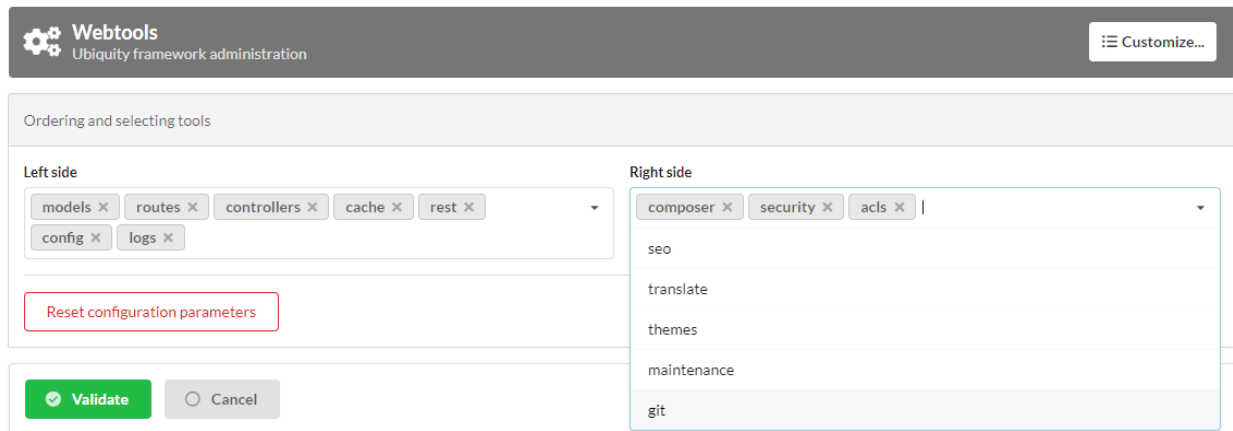 Webtools
Ubiquity framework administration
Customize...
Ordering and selecting tools
Left side
models × routes × controllers × cache × rest ×
config × logs ×
Right side
composer × security × acls ×
seo
translate
themes
maintenance
git
Reset configuration parameters
Validate
Cancel